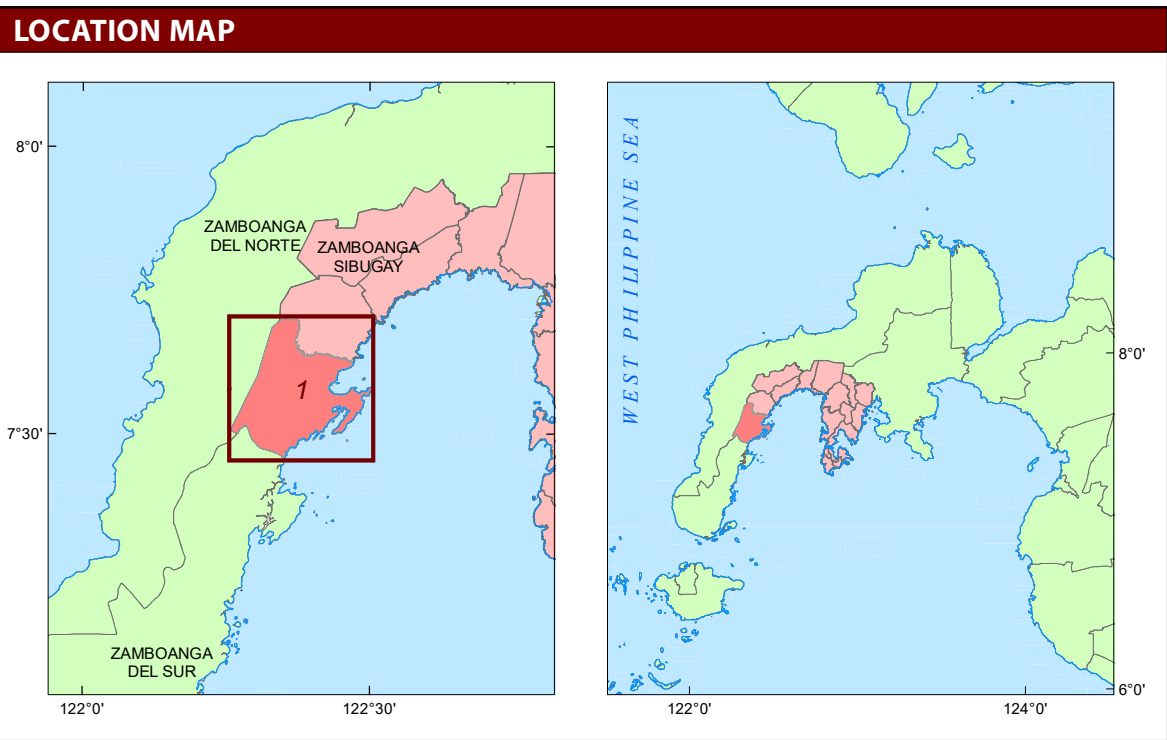 LOCATION MAP
8°0'
7°30'
122°0'
122°30'
ZAMBOANGA
DEL NORTE
ZAMBOANGA
SIBUGAY
1
ZAMBOANGA
DEL SUR
WEST PHILIPPINE SEA
8°0'
6°0'
122°0'
124°0'